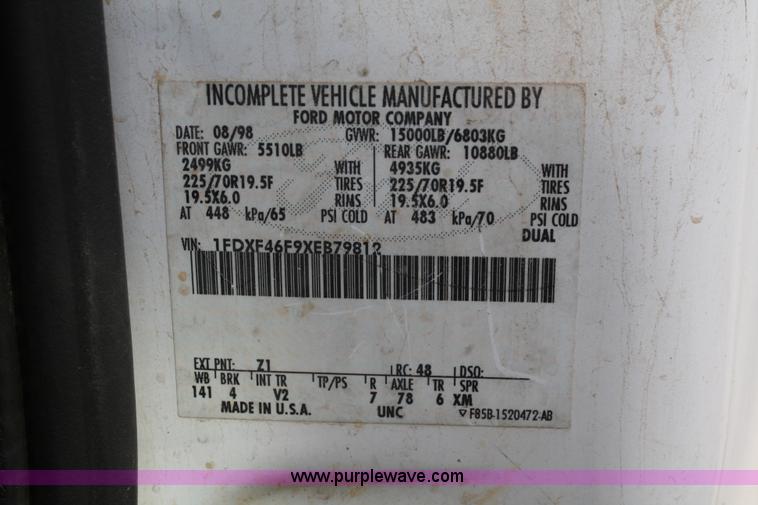 INCOMPLETE VEHICLE MANUFACTURED BY
FORD MOTOR COMPANY
DATE: 08/98 GVWR: 15000LB/6803KG
FRONT GAWR: 5510LB REAR GAWR: 10880LB
2499KG WITH 4935KG WITH
225/70R19.5F TIRES 225/70R19.5F TIRES
19.5X6.0 RIMS 19.5X6.0 RIMS
AT 448 kPa/65 PSI COLD AT 483 kPa/70 PSI COLD
DUAL
VIN: 1FDXF46F9XEB79812
EXT PNT: Z1 RC: 48 DSO:
WB BRK INT TR TP/PS R AXLE TR SPR
141 4 V2 7 78 6 XM
MADE IN U.S.A. UNC ▽ F85B-1520472-AB
www.purplewave.com